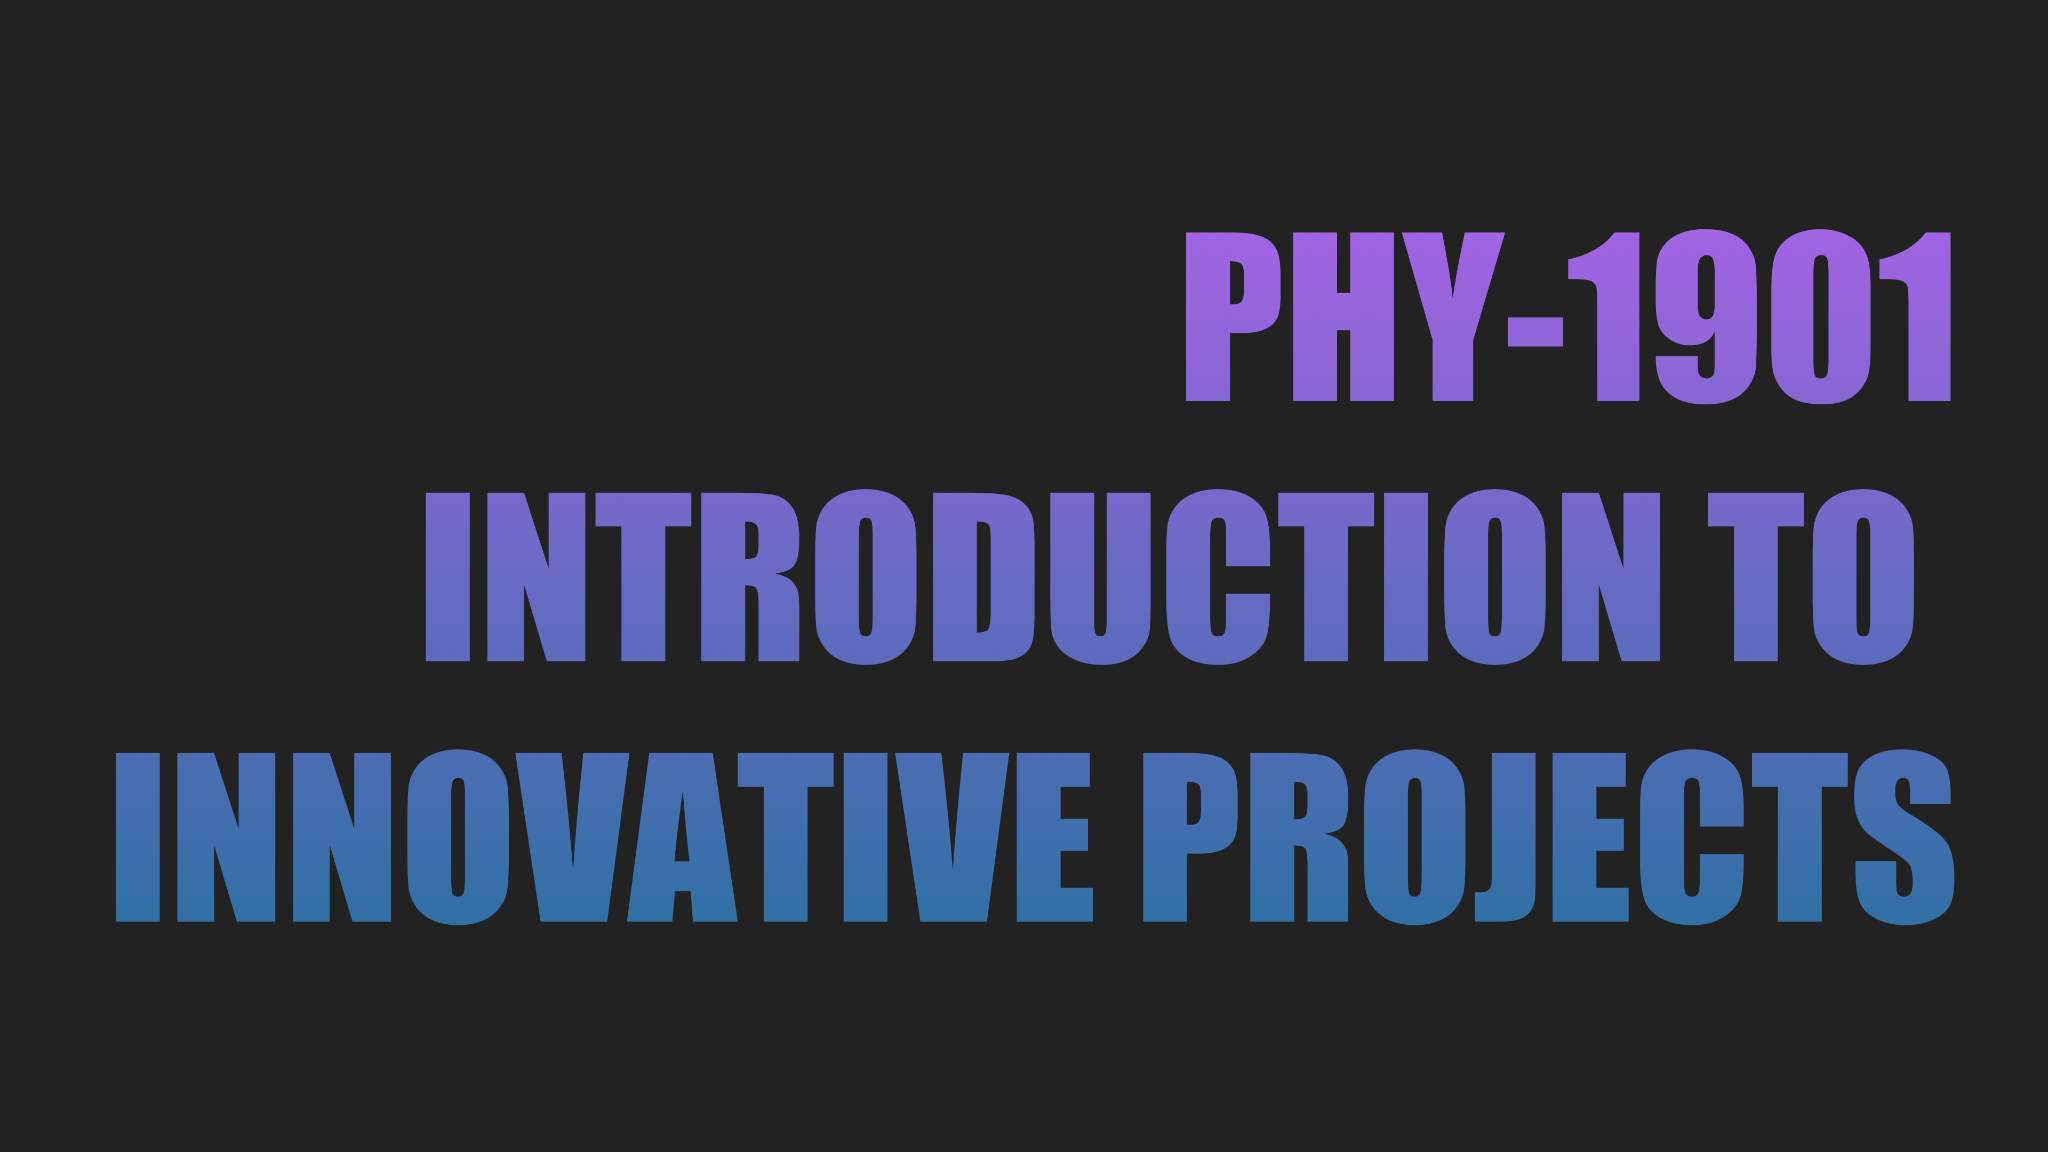 PHY-1901
INTRODUCTION TO
INNOVATIVE PROJECTS